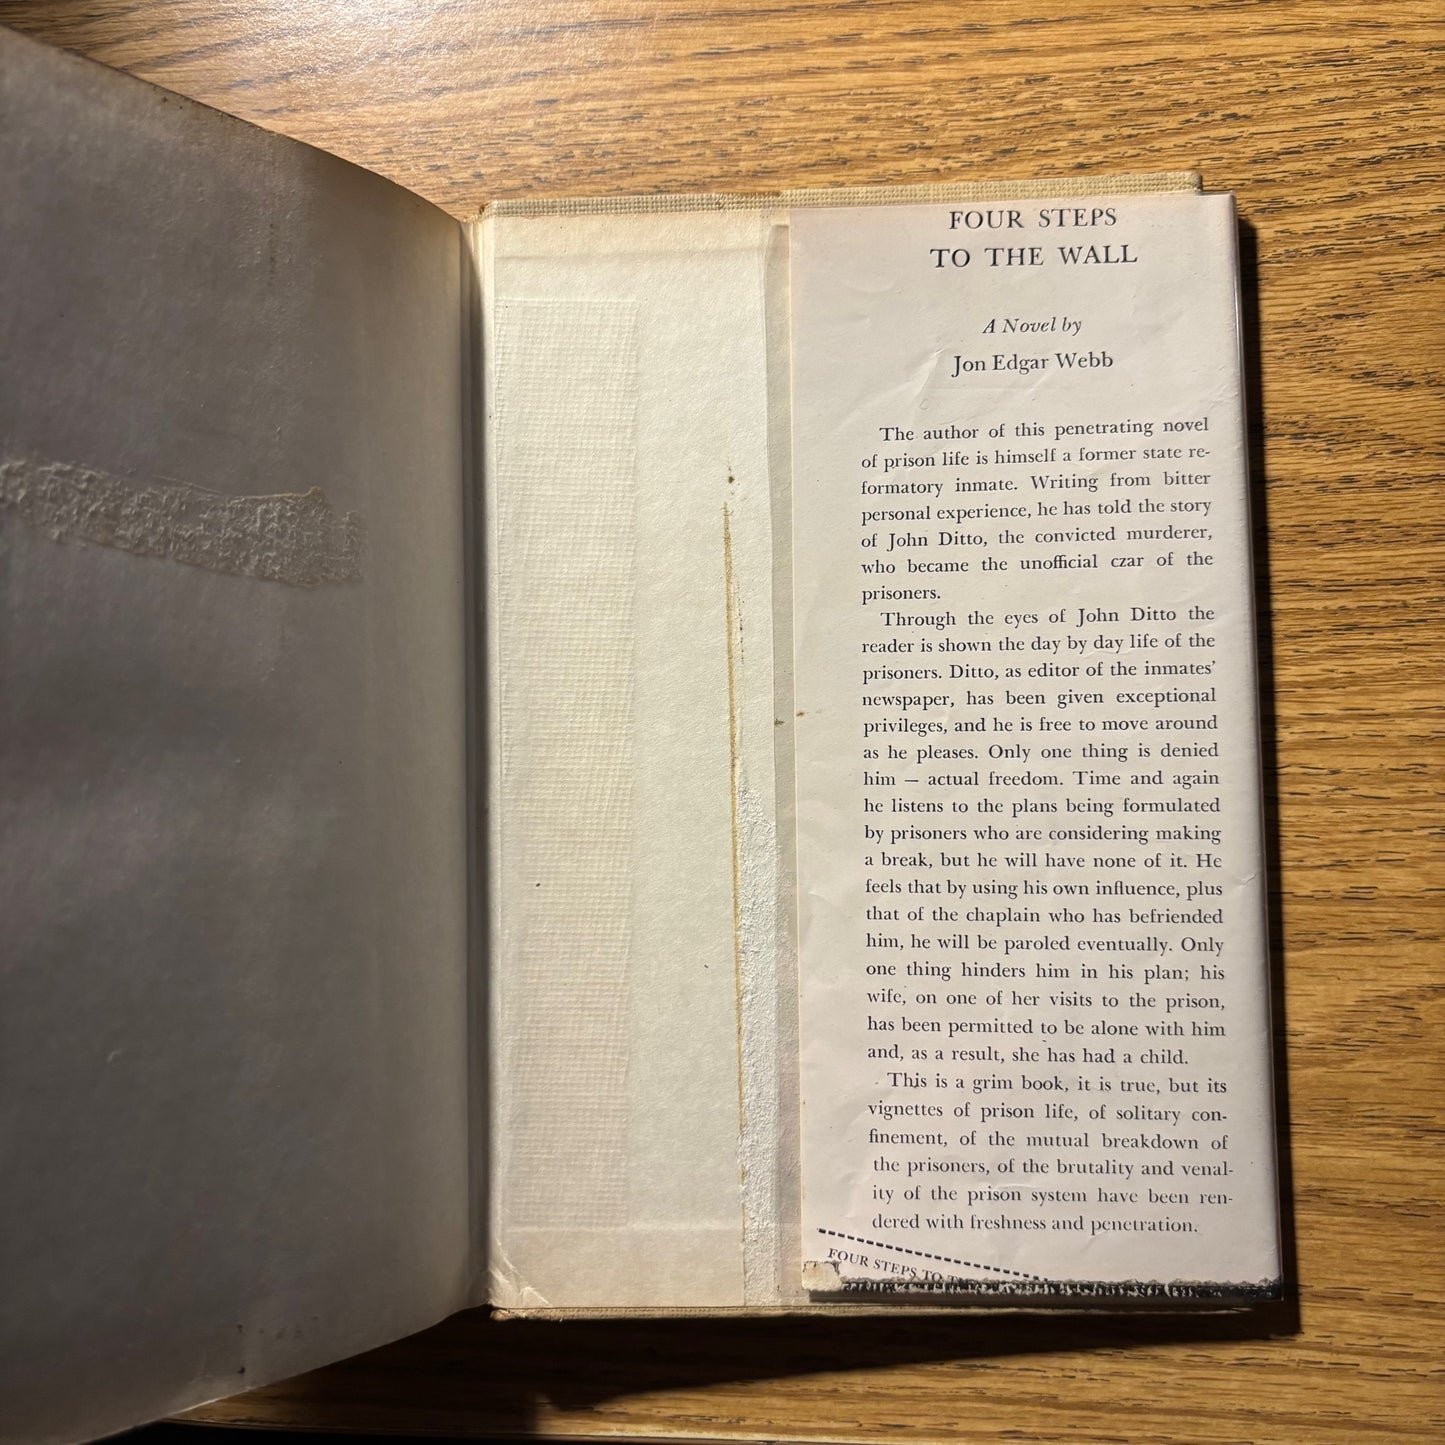 FOUR STEPS
TO THE WALL
A Novel by
Jon Edgar Webb
The author of this penetrating novel
of prison life is himself a former state re-
formatory inmate. Writing from bitter
personal experience, he has told the story
of John Ditto, the convicted murderer,
who became the unofficial czar of the
prisoners.
Through the eyes of John Ditto the
reader is shown the day by day life of the
prisoners. Ditto, as editor of the inmates'
newspaper, has been given exceptional
privileges, and he is free to move around
as he pleases. Only one thing is denied
him — actual freedom. Time and again
he listens to the plans being formulated
by prisoners who are considering making
a break, but he will have none of it. He
feels that by using his own influence, plus
that of the chaplain who has befriended
him, he will be paroled eventually. Only
one thing hinders him in his plan; his
wife, on one of her visits to the prison,
has been permitted to be alone with him
and, as a result, she has had a child.
This is a grim book, it is true, but its
vignettes of prison life, of solitary con-
finement, of the mutual breakdown of
the prisoners, of the brutality and venal-
ity of the prison system have been ren-
dered with freshness and penetration.
FOUR STEPS TO